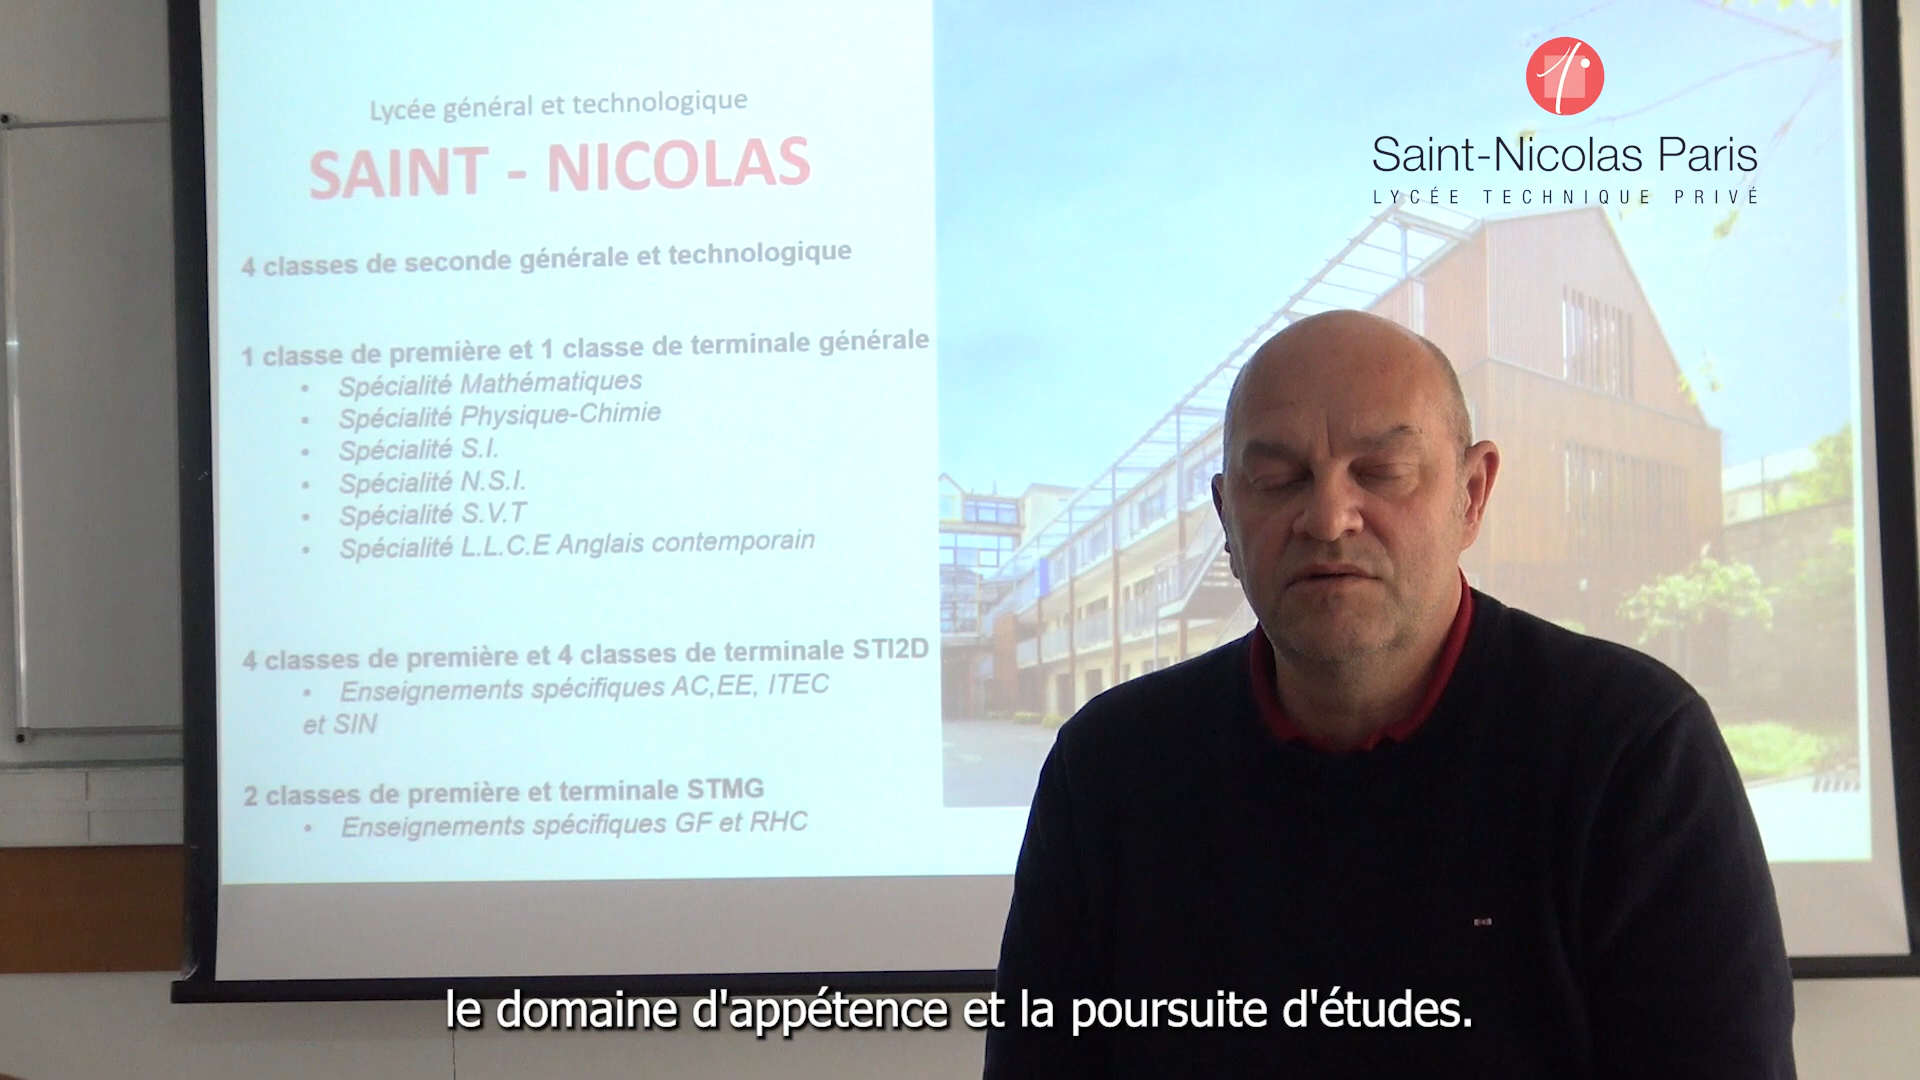 Lycée général et technologique
SAINT - NICOLAS
4 classes de seconde générale et technologique
1 classe de première et 1 classe de terminale générale
• Spécialité Mathématiques
• Spécialité Physique-Chimie
• Spécialité S.I.
• Spécialité N.S.I.
• Spécialité S.V.T
• Spécialité L.L.C.E Anglais contemporain
4 classes de première et 4 classes de terminale STI2D
• Enseignements spécifiques AC,EE, ITEC
et SIN
2 classes de première et terminale STMG
• Enseignements spécifiques GF et RHC
Saint-Nicolas Paris
LYCÉE TECHNIQUE PRIVÉ
le domaine d'appétence et la poursuite d'études.